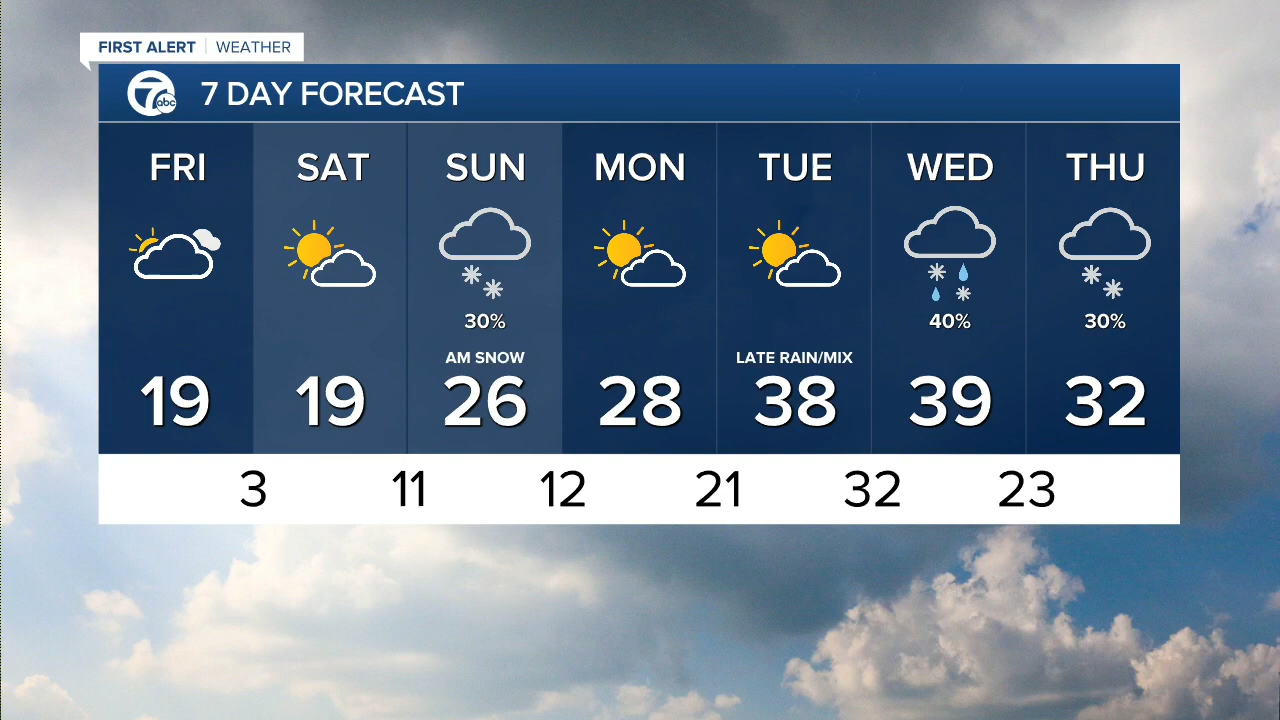 FIRST ALERT | WEATHER
7 abc 7 DAY FORECAST
FRI SAT SUN MON TUE WED THU
30% 40% 30%
AM SNOW LATE RAIN/MIX
19 19 26 28 38 39 32
3 11 12 21 32 23